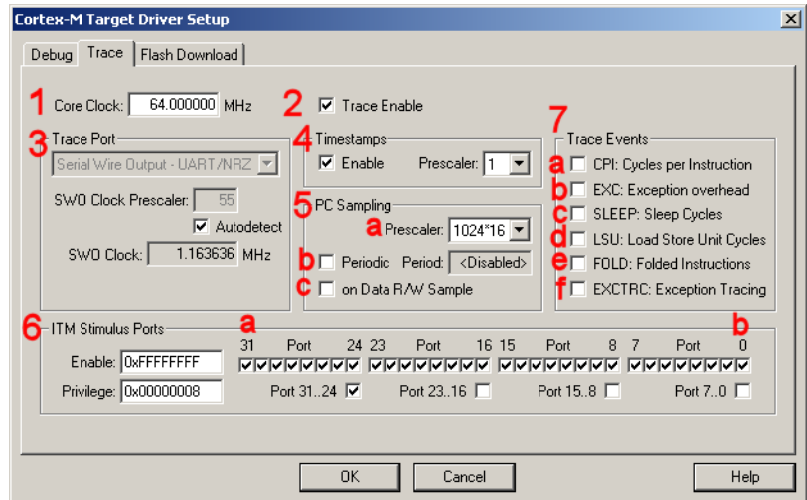 Cortex-M Target Driver Setup
Debug Trace Flash Download
1 Core Clock: 64.000000 MHz
2 Trace Enable
3 Trace Port
Serial Wire Output - UART/NRZ
SWO Clock Prescaler: 55
Autodetect
SWO Clock: 1.163636 MHz
4 Timestamps
Enable Prescaler: 1
5 PC Sampling
a Prescaler: 1024*16
b Periodic Period: <Disabled>
c on Data R/W Sample
7
Trace Events
a CPI: Cycles per Instruction
b EXC: Exception overhead
c SLEEP: Sleep Cycles
d LSU: Load Store Unit Cycles
e FOLD: Folded Instructions
f EXCTRC: Exception Tracing
6 ITM Stimulus Ports
a b
31 Port 24 23 Port 16 15 Port 8 7 Port 0
Enable: 0xFFFFFFFF
Privilege: 0x00000008 Port 31..24 Port 23..16 Port 15..8 Port 7..0
OK Cancel Help